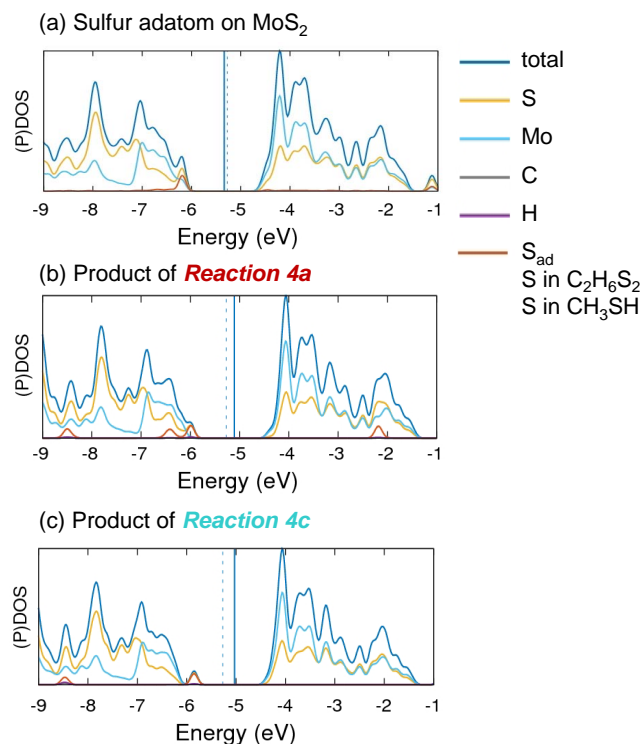 (a) Sulfur adatom on MoS₂
(P)DOS
-9 -8 -7 -6 -5 -4 -3 -2 -1
Energy (eV)
total
S
Mo
C
H
S_ad
S in C₂H₆S₂
S in CH₃SH
(b) Product of Reaction 4a
(P)DOS
-9 -8 -7 -6 -5 -4 -3 -2 -1
Energy (eV)
(c) Product of Reaction 4c
(P)DOS
-9 -8 -7 -6 -5 -4 -3 -2 -1
Energy (eV)